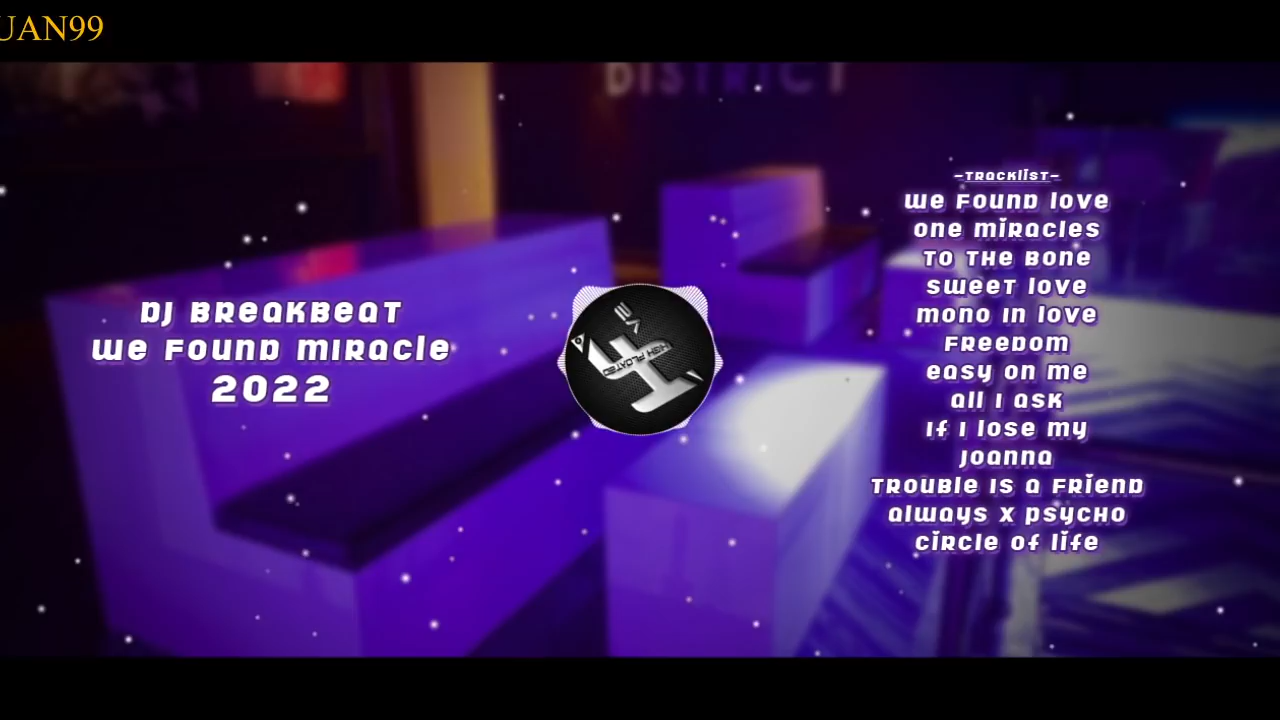 UAN99
DISTRICT
-Tracklist-
We Found Love
One Miracles
To The Bone
Sweet Love
Mono In Love
Freedom
Easy On Me
All I Ask
If I Lose My
Joanna
Trouble Is A Friend
Always X Psycho
Circle Of Life
DJ Breakbeat
We Found Miracle
2022
HIGH FLOATED